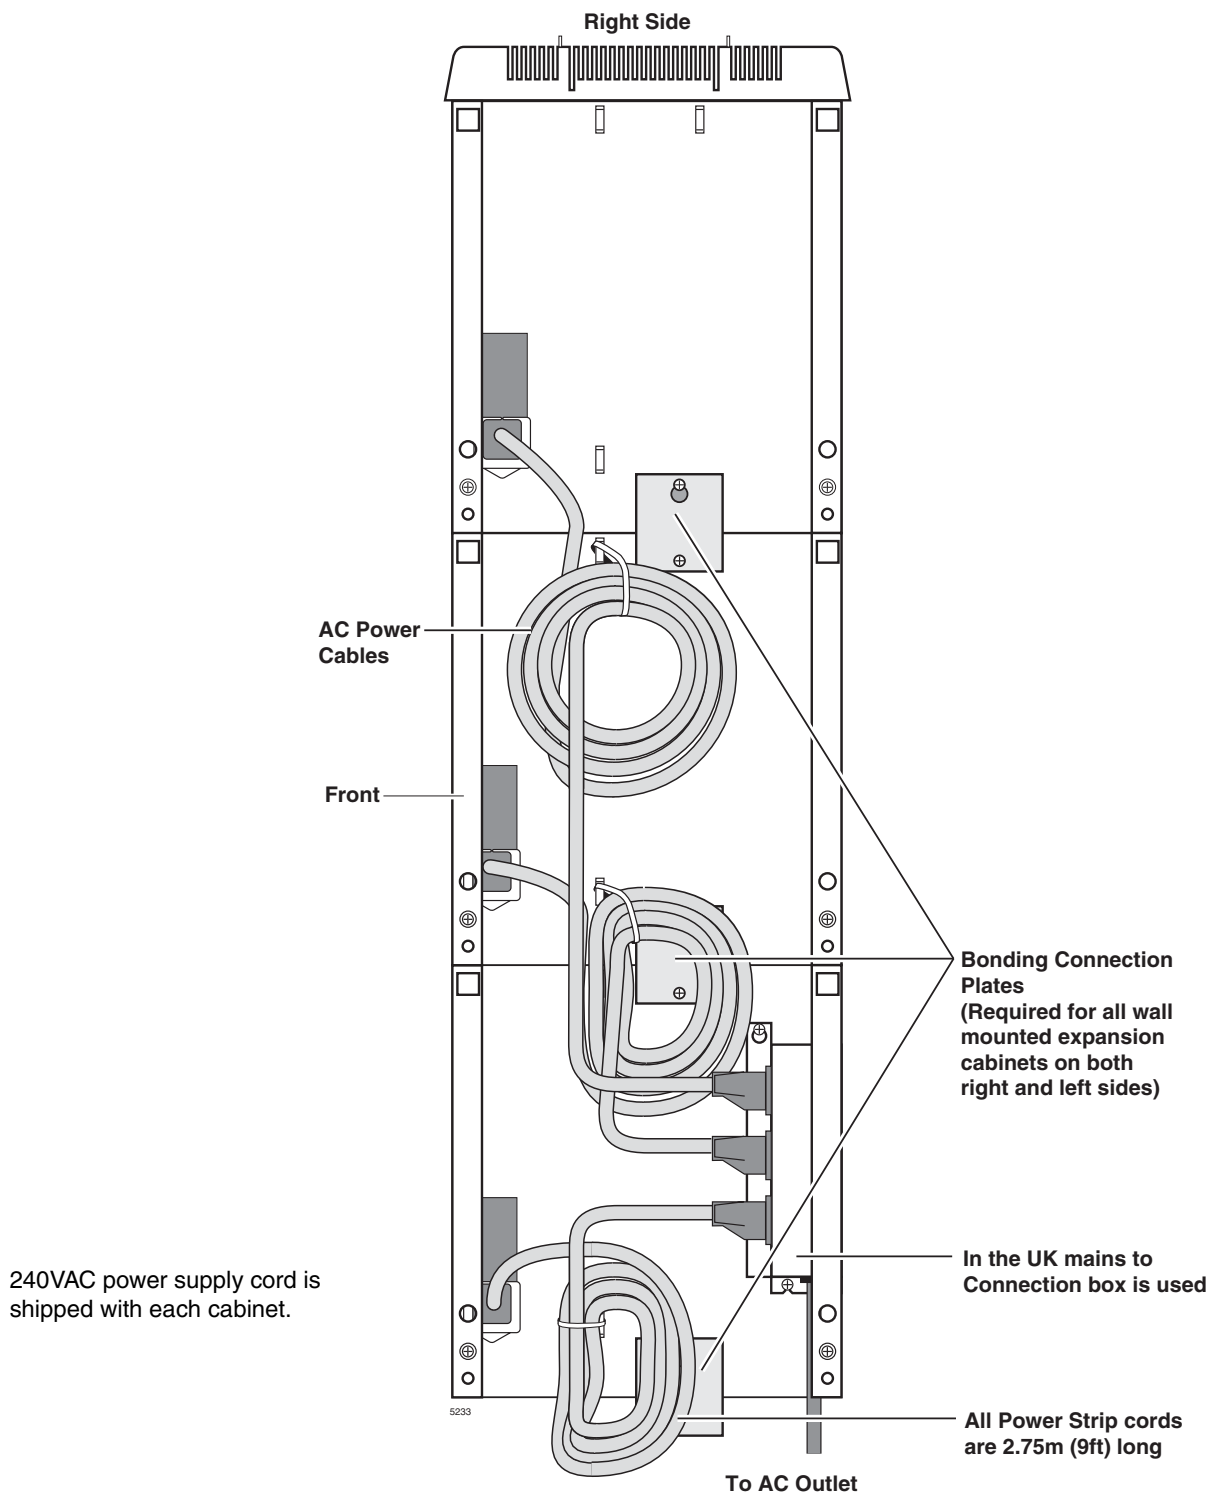 Right Side
AC Power
Cables
Front
Bonding Connection
Plates
(Required for all wall
mounted expansion
cabinets on both
right and left sides)
In the UK mains to
Connection box is used
240VAC power supply cord is
shipped with each cabinet.
5233
All Power Strip cords
are 2.75m (9ft) long
To AC Outlet